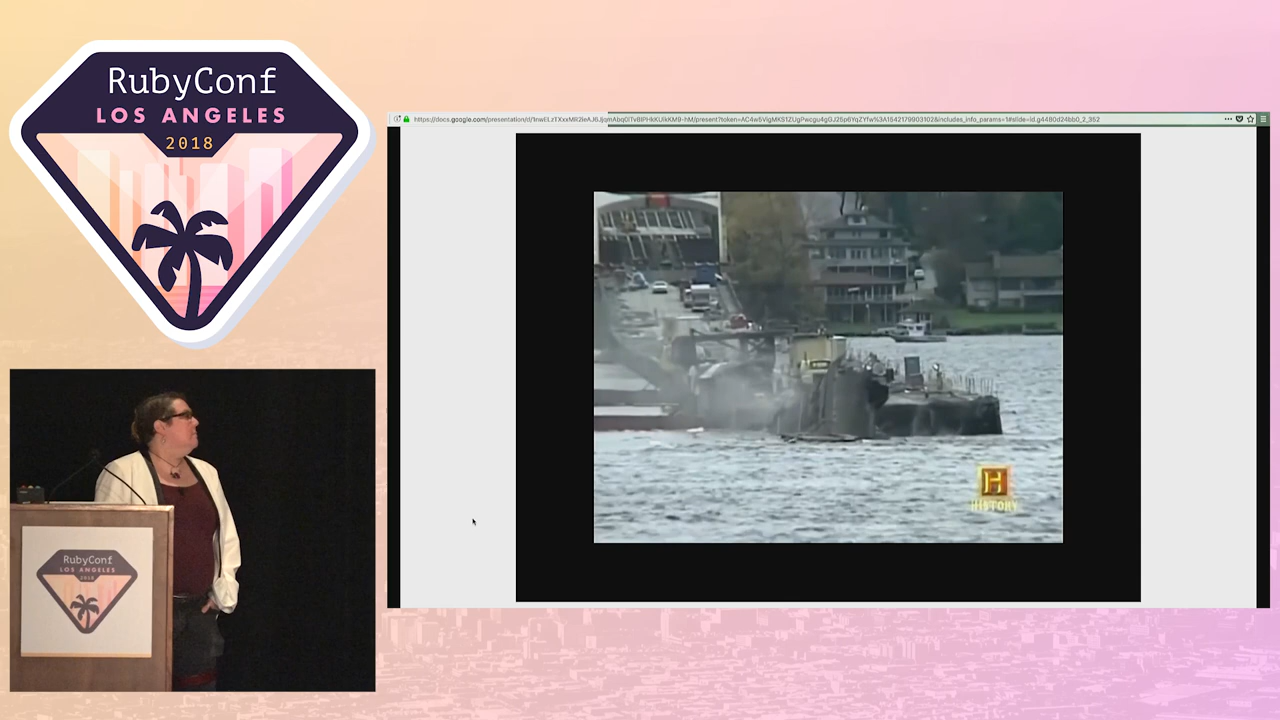 RubyConf
LOS ANGELES
2018
HISTORY
RubyConf
LOS ANGELES
2018